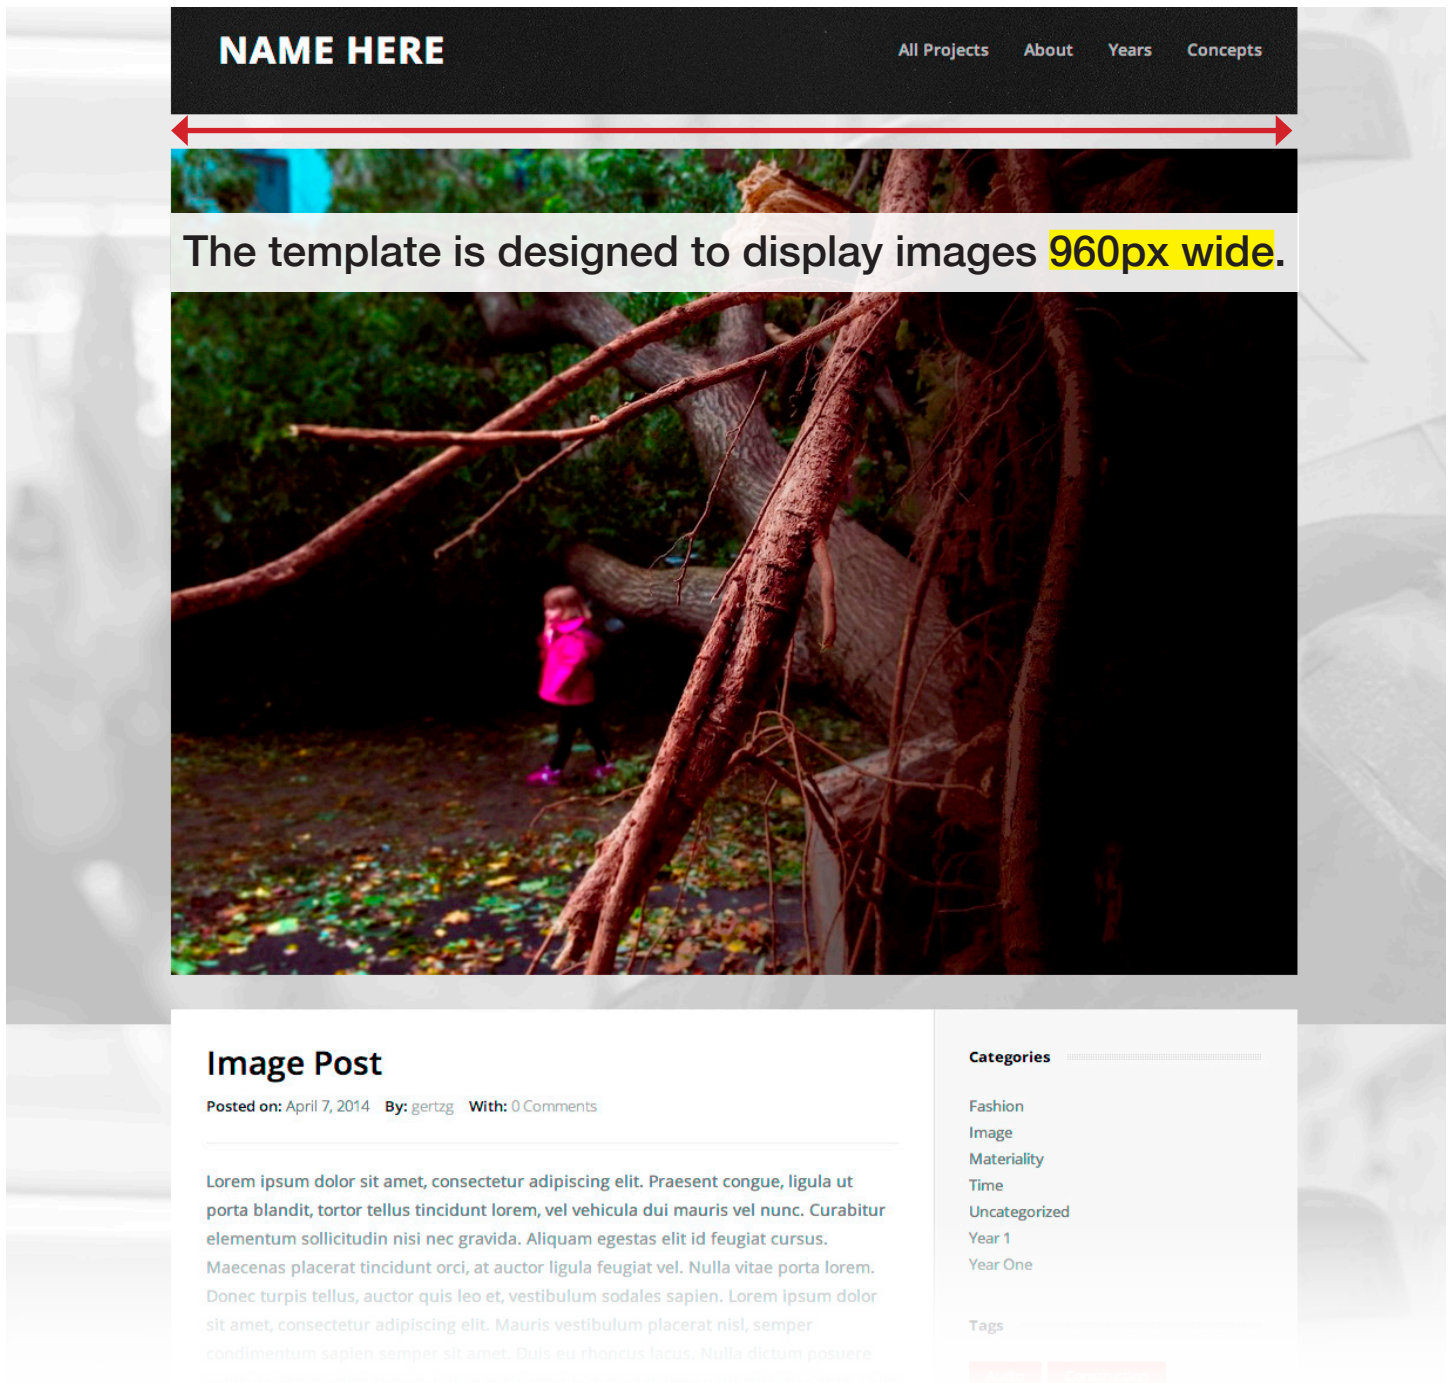 NAME HERE
All Projects About Years Concepts
The template is designed to display images 960px wide.
Image Post
Posted on: April 7, 2014 By: gertzg With: 0 Comments
Lorem ipsum dolor sit amet, consectetur adipiscing elit. Praesent congue, ligula ut
porta blandit, tortor tellus tincidunt lorem, vel vehicula dui mauris vel nunc. Curabitur
elementum sollicitudin nisi nec gravida. Aliquam egestas elit id feugiat cursus.
Maecenas placerat tincidunt orci, at auctor ligula feugiat vel. Nulla vitae porta lorem.
Donec turpis tellus, auctor quis leo et, vestibulum sodales sapien. Lorem ipsum dolor
sit amet, consectetur adipiscing elit. Mauris vestibulum placerat nisl, semper
condimentum sapien semper sit amet. Duis eu rhoncus lacus. Nulla dictum posuere
Categories
Fashion
Image
Materiality
Time
Uncategorized
Year 1
Year One
Tags